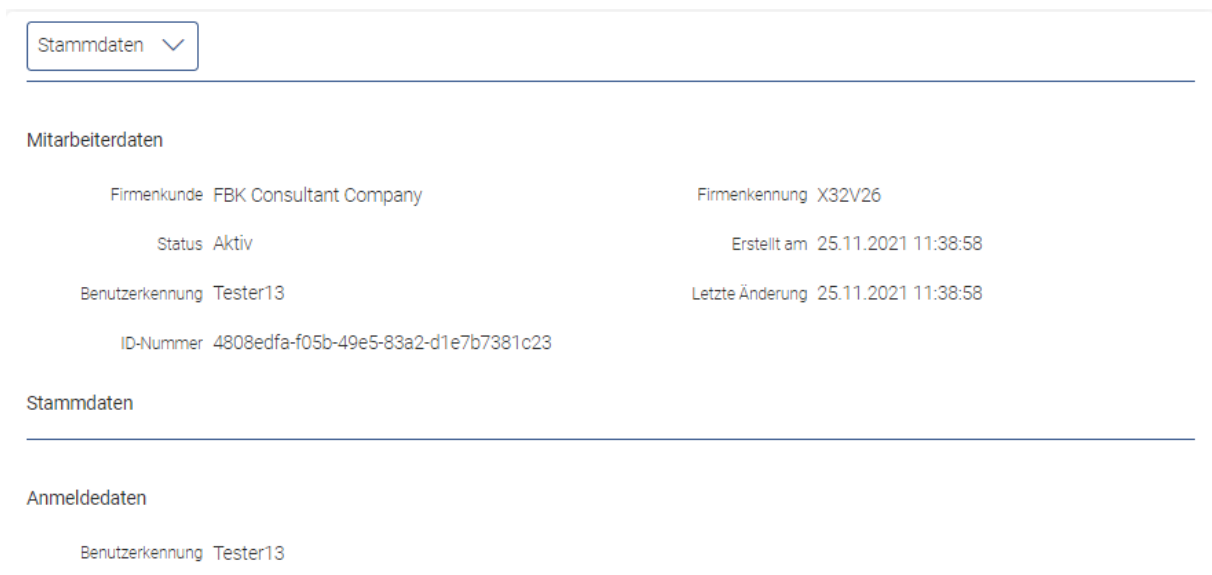 Stammdaten
Mitarbeiterdaten
Firmenkunde FBK Consultant Company Firmenkennung X32V26
Status Aktiv Erstellt am 25.11.2021 11:38:58
Benutzerkennung Tester13 Letzte Änderung 25.11.2021 11:38:58
ID-Nummer 4808edfa-f05b-49e5-83a2-d1e7b7381c23
Stammdaten
Anmeldedaten
Benutzerkennung Tester13